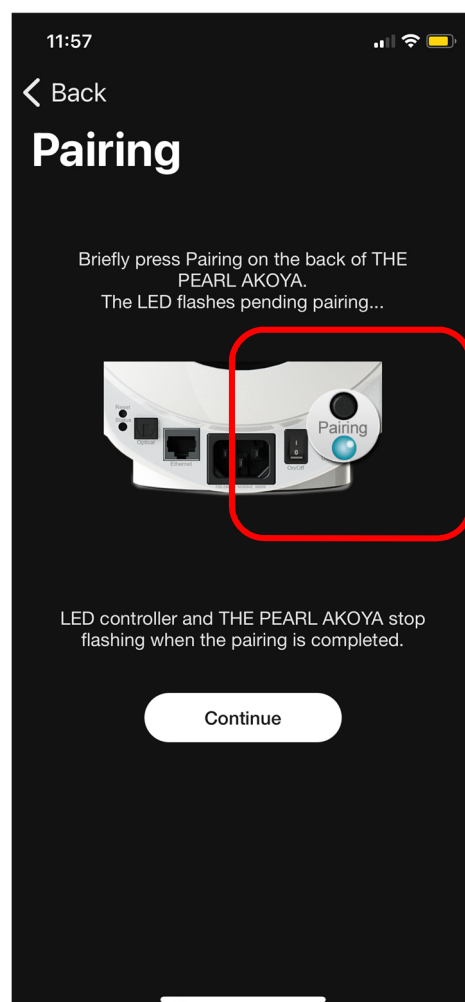 11:57
Back
Pairing
Briefly press Pairing on the back of THE
PEARL AKOYA.
The LED flashes pending pairing...
Reset
Optical
Ethernet
On/Off
Pairing
LED controller and THE PEARL AKOYA stop
flashing when the pairing is completed.
Continue